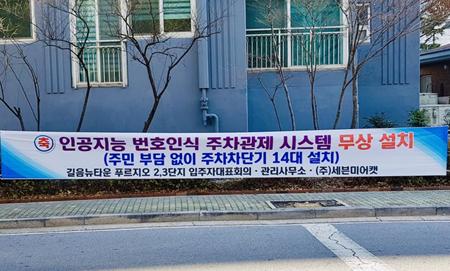 축 인공지능 번호인식 주차관제 시스템 무상 설치
(주민 부담 없이 주차차단기 14대 설치)
길음뉴타운 푸르지오 2,3단지 입주자대표회의 · 관리사무소 · (주)세븐미어캣